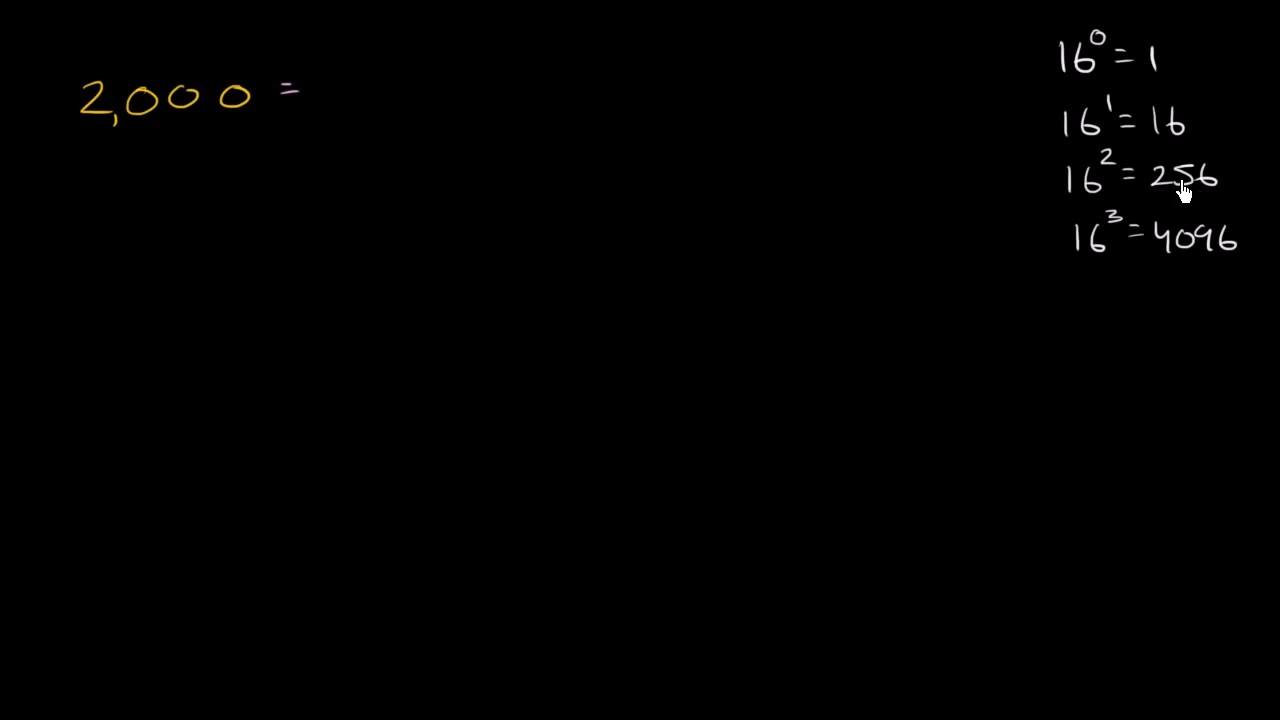 2,000 =
16⁰ = 1
16¹ = 16
16² = 256
16³ = 4096